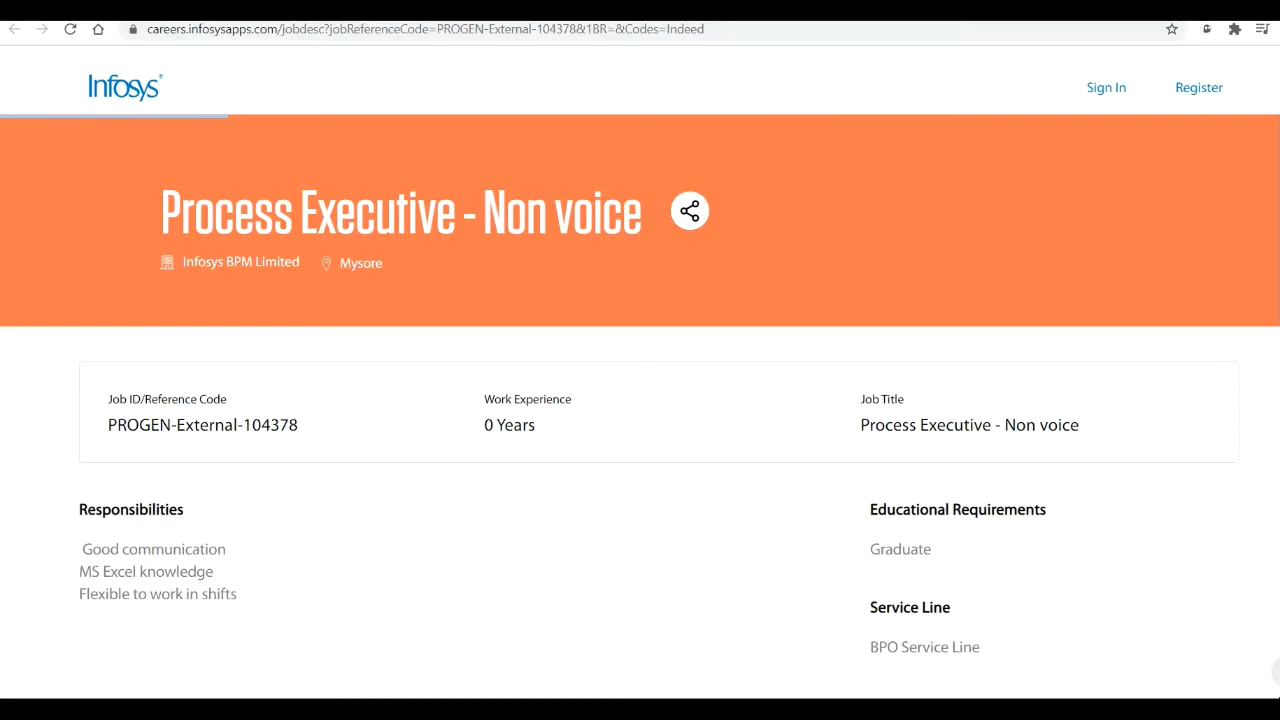 careers.infosysapps.com/jobdesc?jobReferenceCode=PROGEN-External-104378&1BR=&Codes=Indeed
Infosys®
Sign In
Register
Process Executive - Non voice
Infosys BPM Limited
Mysore
Job ID/Reference Code
PROGEN-External-104378
Work Experience
0 Years
Job Title
Process Executive - Non voice
Responsibilities
Good communication
MS Excel knowledge
Flexible to work in shifts
Educational Requirements
Graduate
Service Line
BPO Service Line